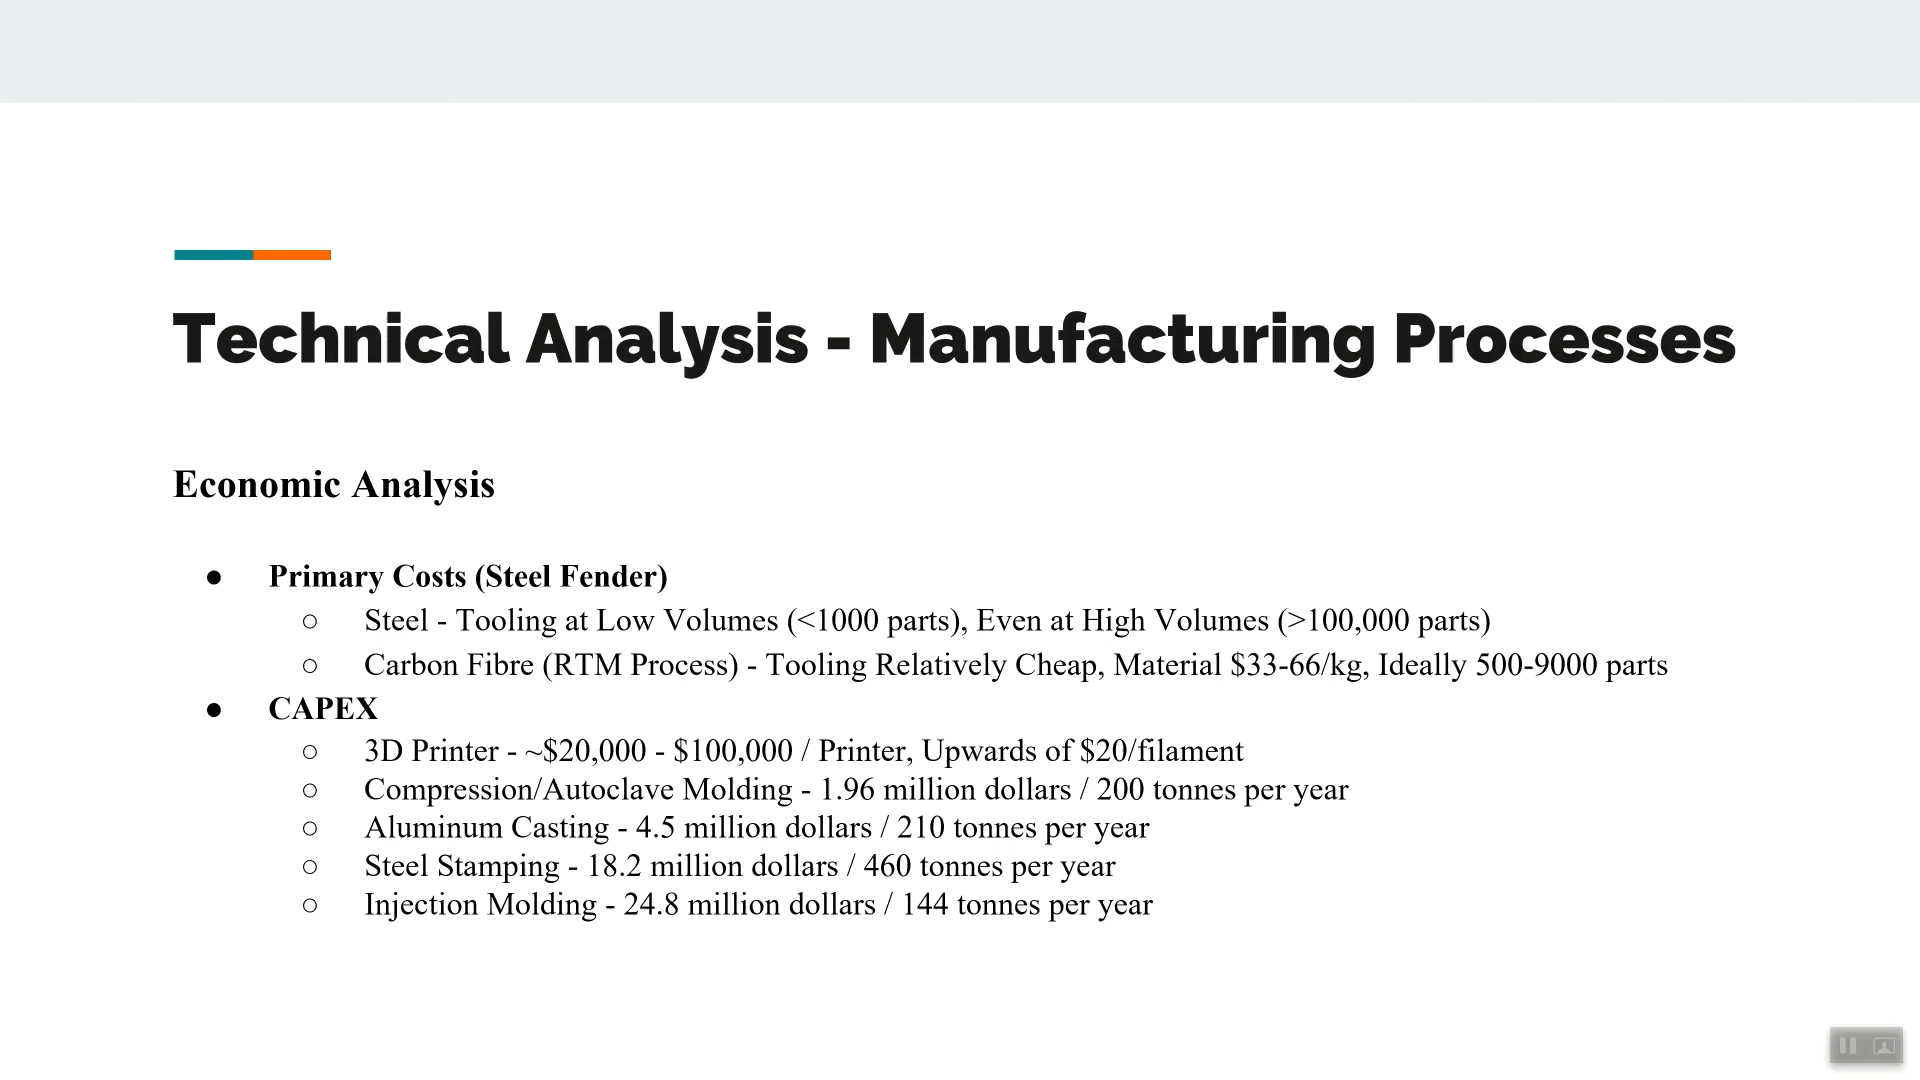 Technical Analysis - Manufacturing Processes
Economic Analysis
● Primary Costs (Steel Fender)
○ Steel - Tooling at Low Volumes (<1000 parts), Even at High Volumes (>100,000 parts)
○ Carbon Fibre (RTM Process) - Tooling Relatively Cheap, Material $33-66/kg, Ideally 500-9000 parts
● CAPEX
○ 3D Printer - ~$20,000 - $100,000 / Printer, Upwards of $20/filament
○ Compression/Autoclave Molding - 1.96 million dollars / 200 tonnes per year
○ Aluminum Casting - 4.5 million dollars / 210 tonnes per year
○ Steel Stamping - 18.2 million dollars / 460 tonnes per year
○ Injection Molding - 24.8 million dollars / 144 tonnes per year